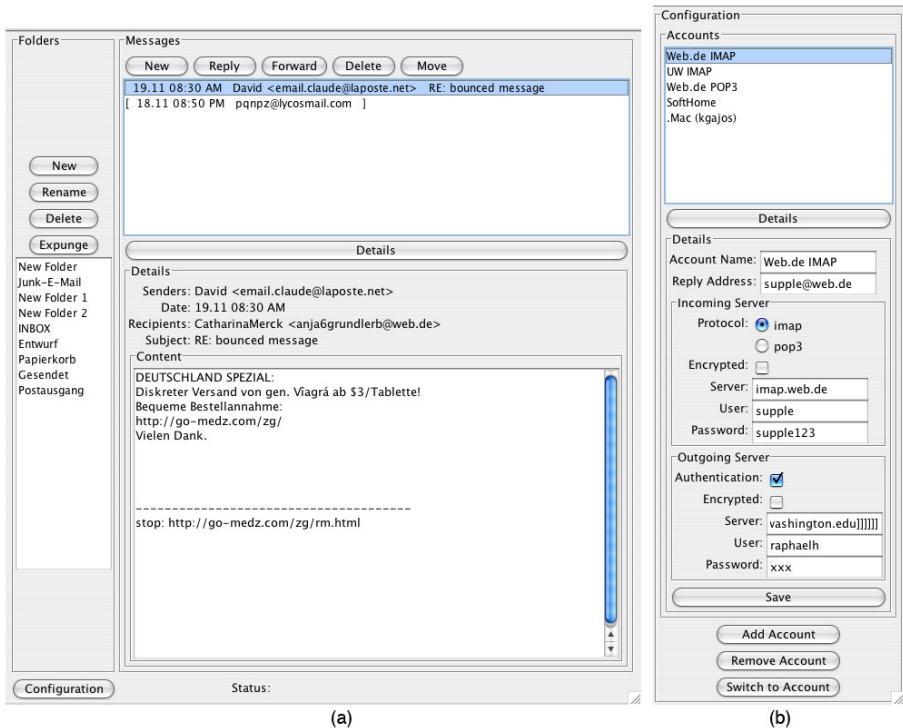 Folders
New
Rename
Delete
Expunge
New Folder
Junk-E-Mail
New Folder 1
New Folder 2
INBOX
Entwurf
Papierkorb
Gesendet
Postausgang
Configuration
Messages
New Reply Forward Delete Move
19.11 08:30 AM David <email.claude@laposte.net> RE: bounced message
[ 18.11 08:50 PM pqnpz@lycosmail.com ]
Details
Details
Senders: David <email.claude@laposte.net>
Date: 19.11 08:30 AM
Recipients: CatharinaMerck <anja6grundlerb@web.de>
Subject: RE: bounced message
Content
DEUTSCHLAND SPEZIAL:
Diskreter Versand von gen. Vîagrá ab $3/Tablette!
Bequeme Bestellannahme:
http://go-medz.com/zg/
Vielen Dank.
--------------------------------------
stop: http://go-medz.com/zg/rm.html
Status:
(a)
Configuration
Accounts
Web.de IMAP
UW IMAP
Web.de POP3
SoftHome
.Mac (kgajos)
Details
Details
Account Name: Web.de IMAP
Reply Address: supple@web.de
Incoming Server
Protocol: imap
pop3
Encrypted:
Server: imap.web.de
User: supple
Password: supple123
Outgoing Server
Authentication:
Encrypted:
Server: washington.edu]]]]]]
User: raphaelh
Password: xxx
Save
Add Account
Remove Account
Switch to Account
(b)